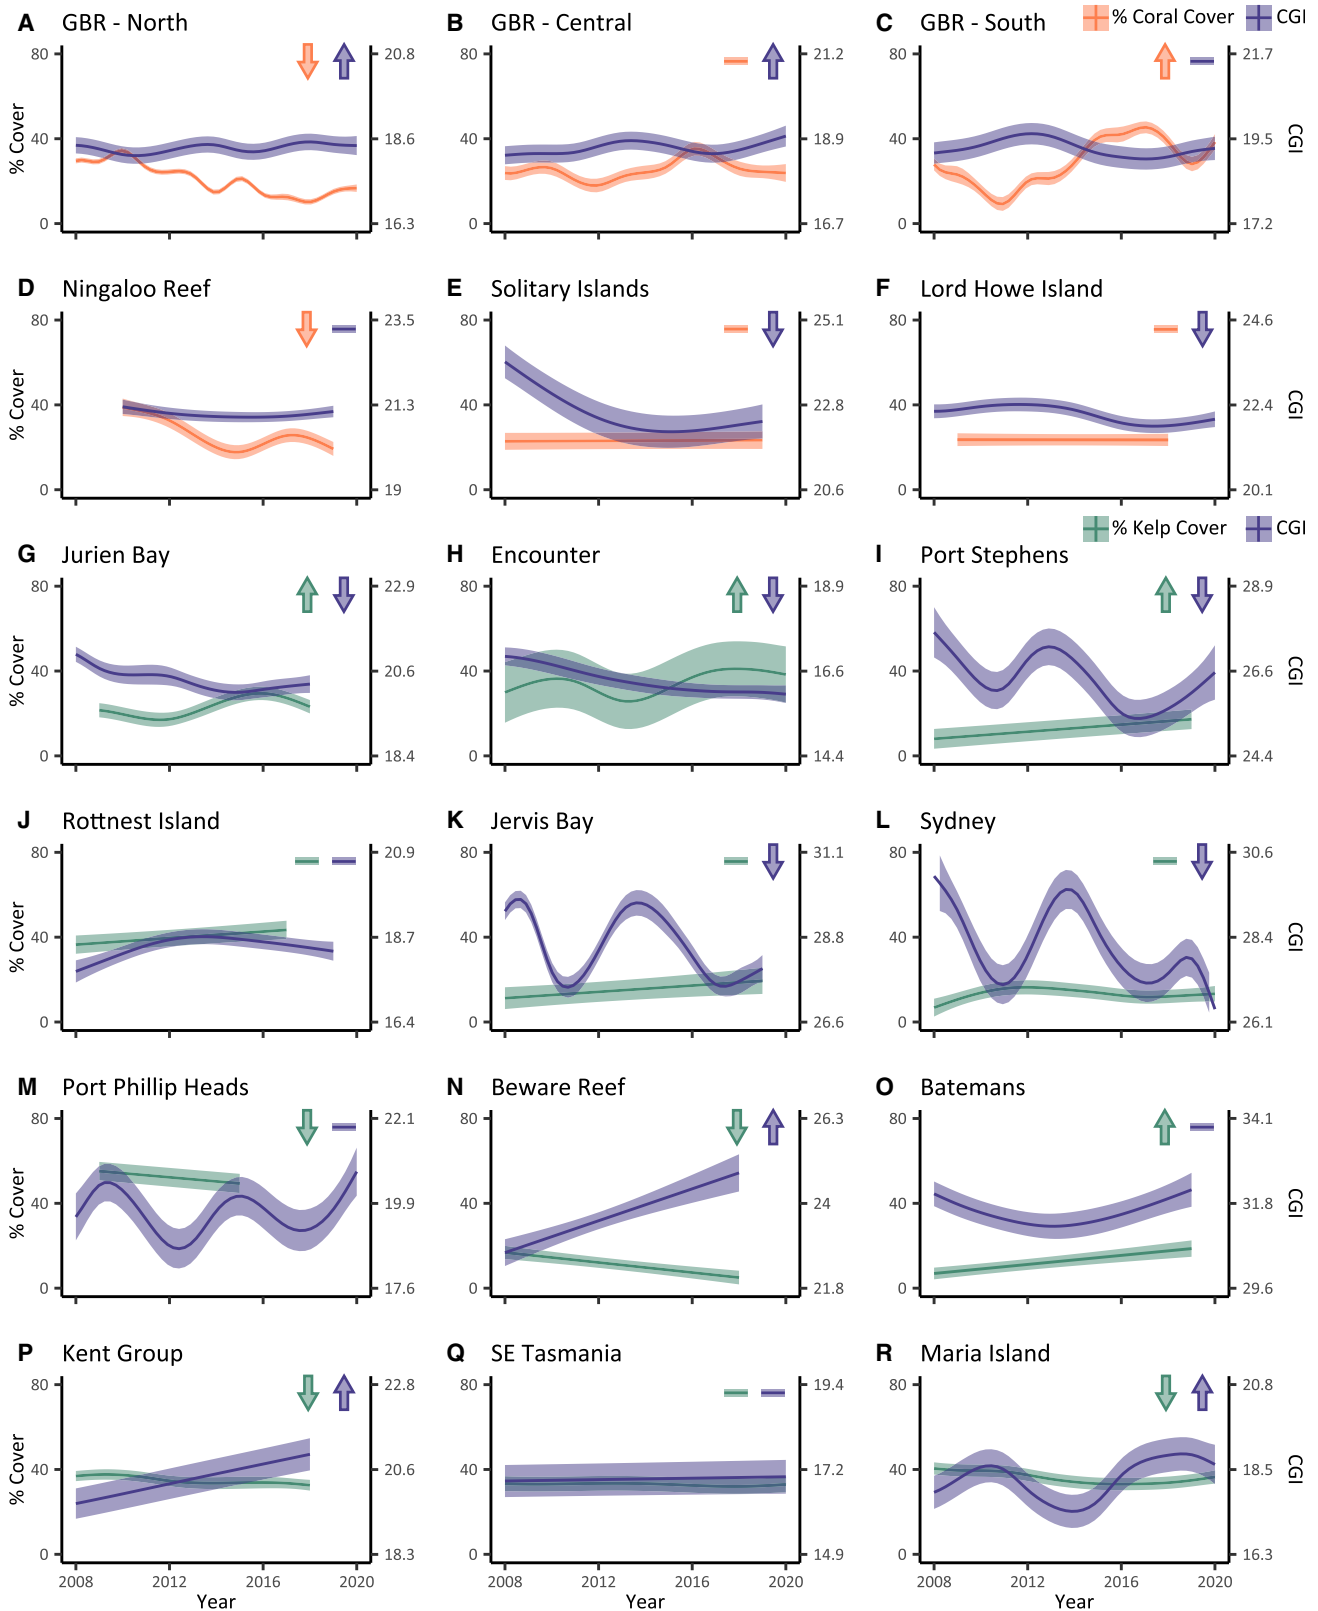 A GBR - North
B GBR - Central
C GBR - South
% Coral Cover CGI
80 20.8 80 21.2 80 21.7
% Cover 40 18.6 40 18.9 40 19.5 CGI
0 16.3 0 16.7 0 17.2
D Ningaloo Reef
E Solitary Islands
F Lord Howe Island
80 23.5 80 25.1 80 24.6
% Cover 40 21.3 40 22.8 40 22.4 CGI
0 19 0 20.6 0 20.1
% Kelp Cover CGI
G Jurien Bay
H Encounter
I Port Stephens
80 22.9 80 18.9 80 28.9
% Cover 40 20.6 40 16.6 40 26.6 CGI
0 18.4 0 14.4 0 24.4
J Rottnest Island
K Jervis Bay
L Sydney
80 20.9 80 31.1 80 30.6
% Cover 40 18.7 40 28.8 40 28.4 CGI
0 16.4 0 26.6 0 26.1
M Port Phillip Heads
N Beware Reef
O Batemans
80 22.1 80 26.3 80 34.1
% Cover 40 19.9 40 24 40 31.8 CGI
0 17.6 0 21.8 0 29.6
P Kent Group
Q SE Tasmania
R Maria Island
80 22.8 80 19.4 80 20.8
% Cover 40 20.6 40 17.2 40 18.5 CGI
0 18.3 0 14.9 0 16.3
2008 2012 2016 2020 2008 2012 2016 2020 2008 2012 2016 2020
Year Year Year